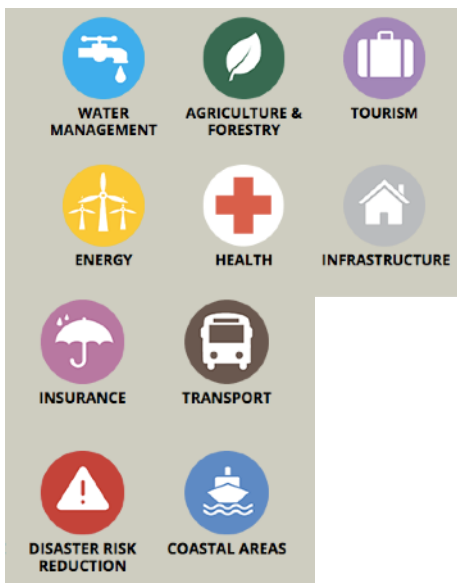 WATER
MANAGEMENT
AGRICULTURE &
FORESTRY
TOURISM
ENERGY
HEALTH
INFRASTRUCTURE
INSURANCE
TRANSPORT
DISASTER RISK
REDUCTION
COASTAL AREAS